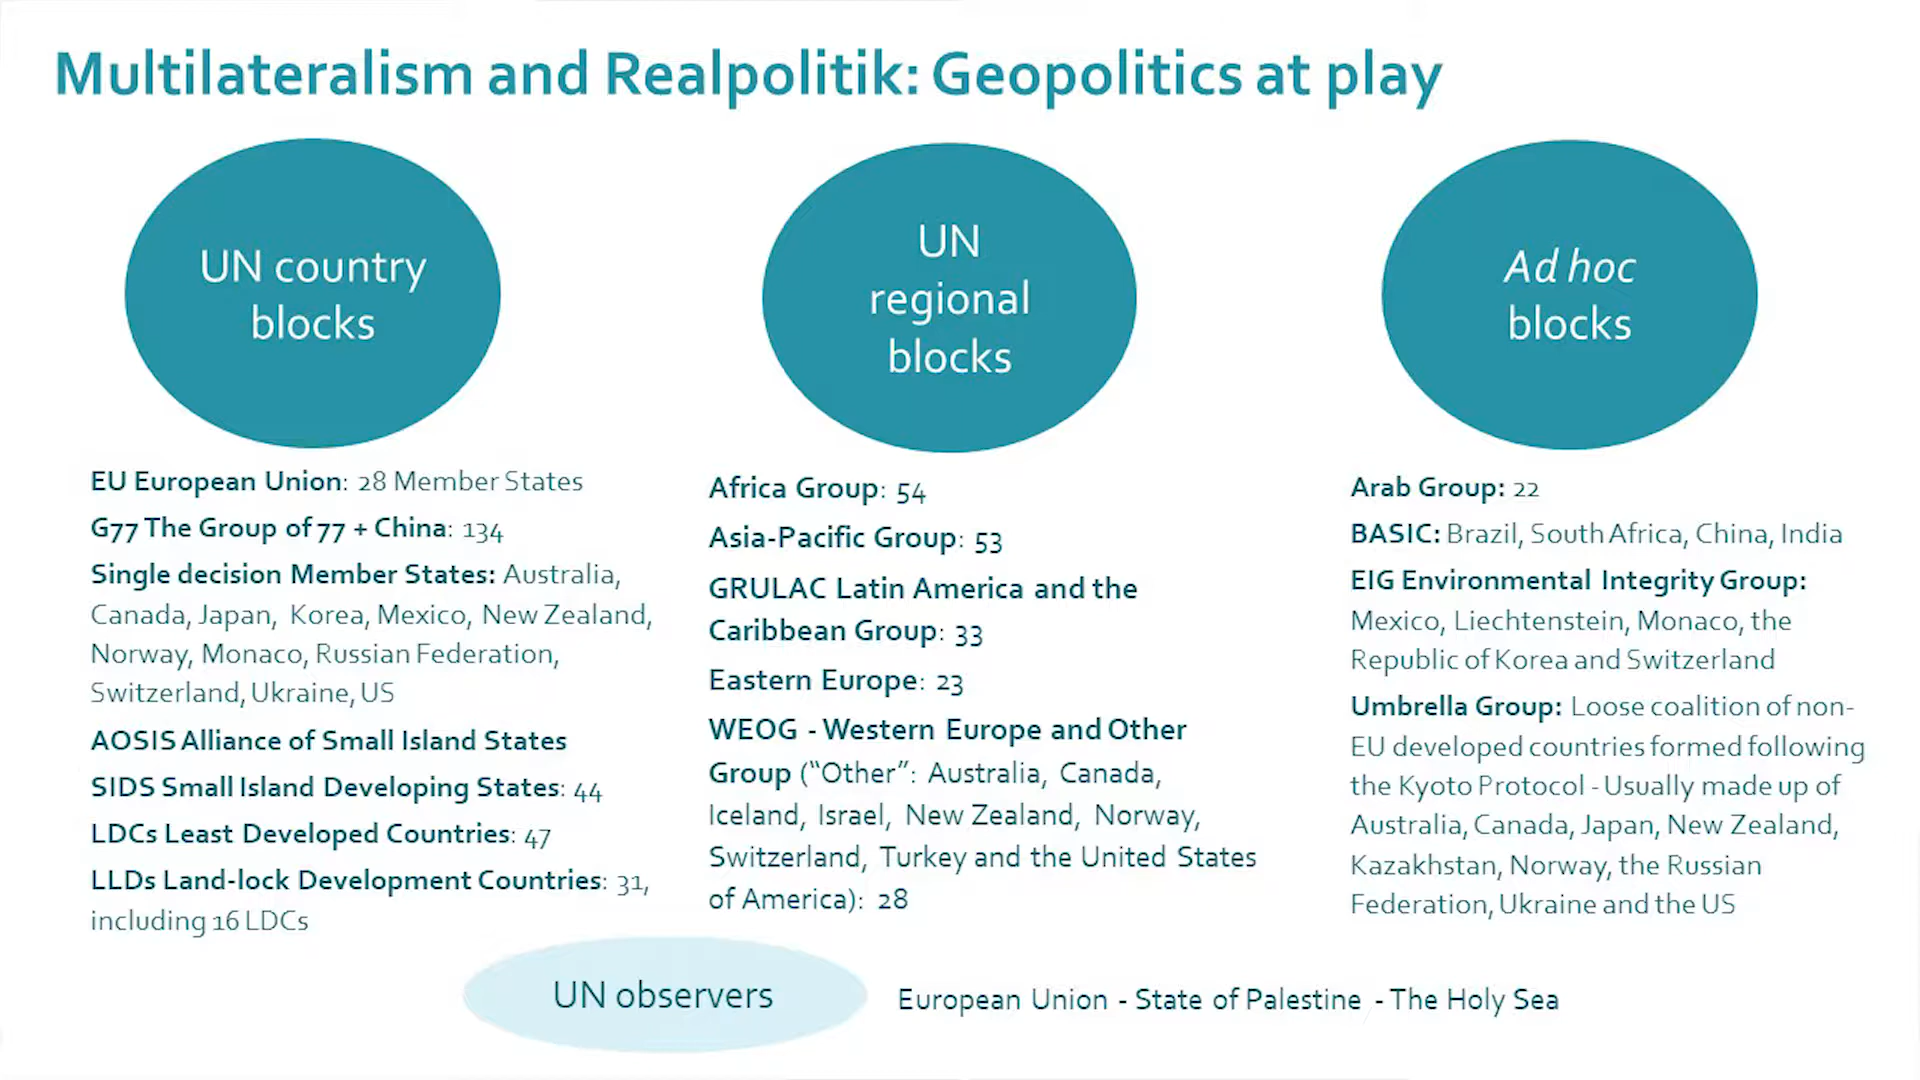 Multilateralism and Realpolitik: Geopolitics at play
UN country
blocks
EU European Union: 28 Member States
G77 The Group of 77 + China: 134
Single decision Member States: Australia,
Canada, Japan, Korea, Mexico, New Zealand,
Norway, Monaco, Russian Federation,
Switzerland, Ukraine, US
AOSIS Alliance of Small Island States
SIDS Small Island Developing States: 44
LDCs Least Developed Countries: 47
LLDs Land-lock Development Countries: 31,
including 16 LDCs
UN
regional
blocks
Africa Group: 54
Asia-Pacific Group: 53
GRULAC Latin America and the
Caribbean Group: 33
Eastern Europe: 23
WEOG - Western Europe and Other
Group (“Other”: Australia, Canada,
Iceland, Israel, New Zealand, Norway,
Switzerland, Turkey and the United States
of America): 28
Ad hoc
blocks
Arab Group: 22
BASIC: Brazil, South Africa, China, India
EIG Environmental Integrity Group:
Mexico, Liechtenstein, Monaco, the
Republic of Korea and Switzerland
Umbrella Group: Loose coalition of non-
EU developed countries formed following
the Kyoto Protocol - Usually made up of
Australia, Canada, Japan, New Zealand,
Kazakhstan, Norway, the Russian
Federation, Ukraine and the US
UN observers
European Union - State of Palestine - The Holy Sea